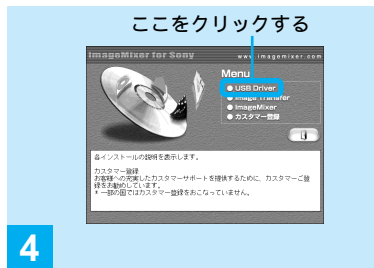 ここをクリックする
ImageMixer for Sony
www.imagemixer.com
Menu
USB Driver
Image Transfer
ImageMixer
カスタマー登録
各インストールの説明を表示します。
カスタマー登録
お客様への充実したカスタマーサポートを提供するために、カスタマーご登
録をお勧めしています。
* 一部の国ではカスタマー登録をおこなっていません。
4